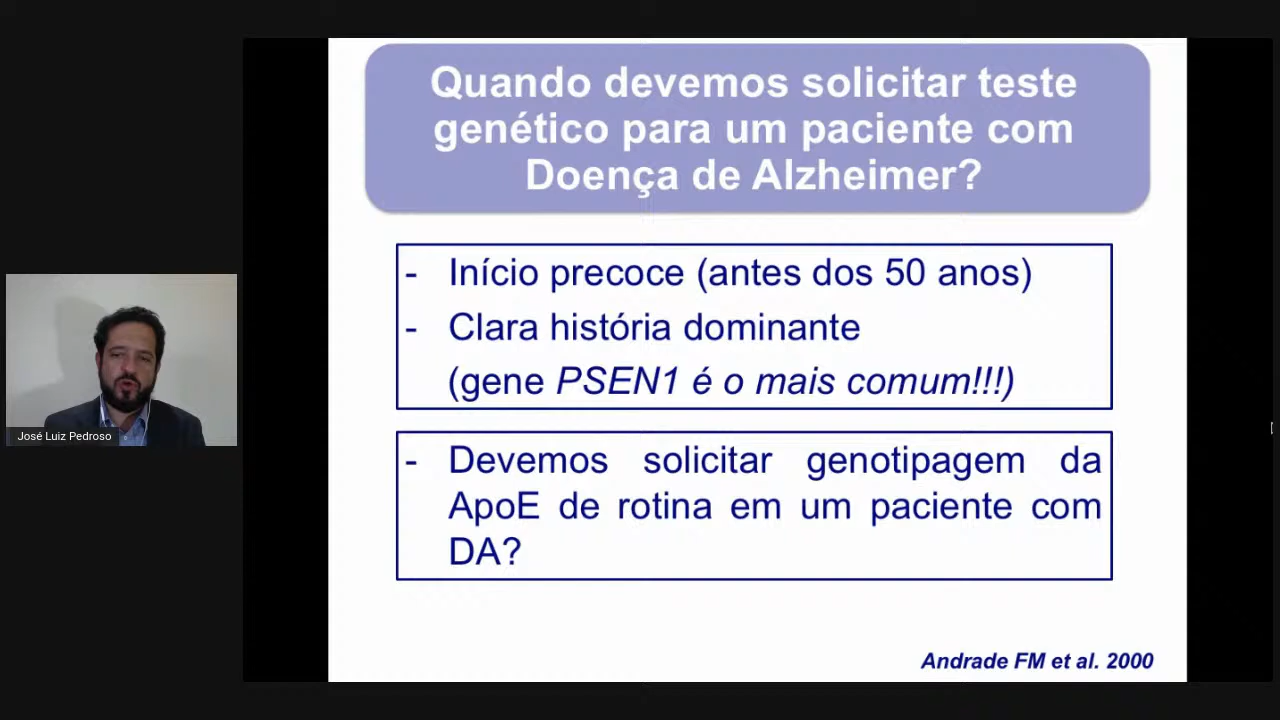 Quando devemos solicitar teste
genético para um paciente com
Doença de Alzheimer?
- Início precoce (antes dos 50 anos)
- Clara história dominante
(gene PSEN1 é o mais comum!!!)
- Devemos solicitar genotipagem da
ApoE de rotina em um paciente com
DA?
Andrade FM et al. 2000
José Luiz Pedroso